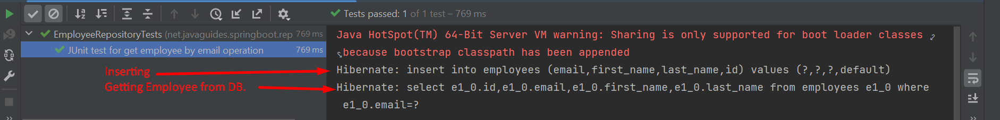 Tests passed: 1 of 1 test – 769 ms
EmployeeRepositoryTests (net.javaguides.springboot.rep 769 ms
JUnit test for get employee by email operation 769 ms
Inserting
Getting Employee from DB.
Java HotSpot(TM) 64-Bit Server VM warning: Sharing is only supported for boot loader classes
because bootstrap classpath has been appended
Hibernate: insert into employees (email,first_name,last_name,id) values (?,?,?,default)
Hibernate: select e1_0.id,e1_0.email,e1_0.first_name,e1_0.last_name from employees e1_0 where
e1_0.email=?